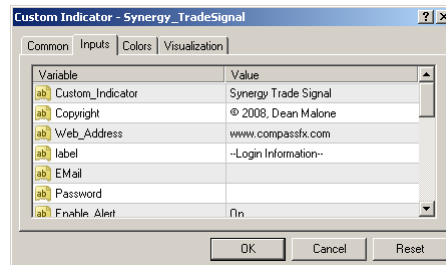 Custom Indicator - Synergy_TradeSignal
Common Inputs Colors Visualization
Variable Value
ab Custom_Indicator Synergy Trade Signal
ab Copyright © 2008, Dean Malone
ab Web_Address www.compassfx.com
ab label --Login Information--
ab EMail
ab Password
ab Enable_Alert On
OK Cancel Reset